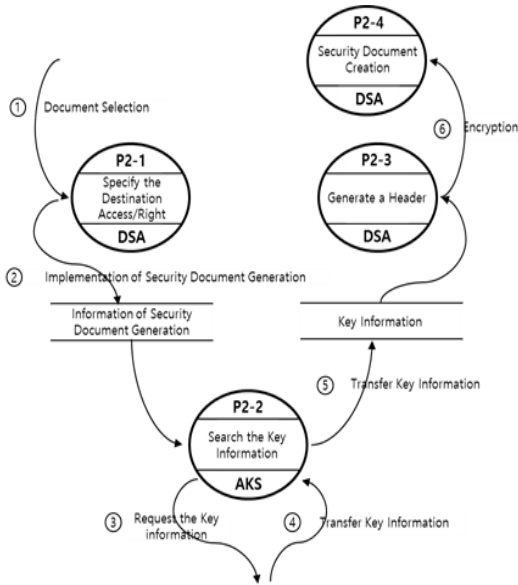 P2-4
Security Document
Creation
DSA
① Document Selection
⑥ Encryption
P2-1
Specify the
Destination
Access/Right
DSA
P2-3
Generate a Header
DSA
② Implementation of Security Document Generation
Information of Security
Document Generation
Key Information
⑤ Transfer Key Information
P2-2
Search the Key
Information
AKS
③ Request the Key
information
④ Transfer Key Information